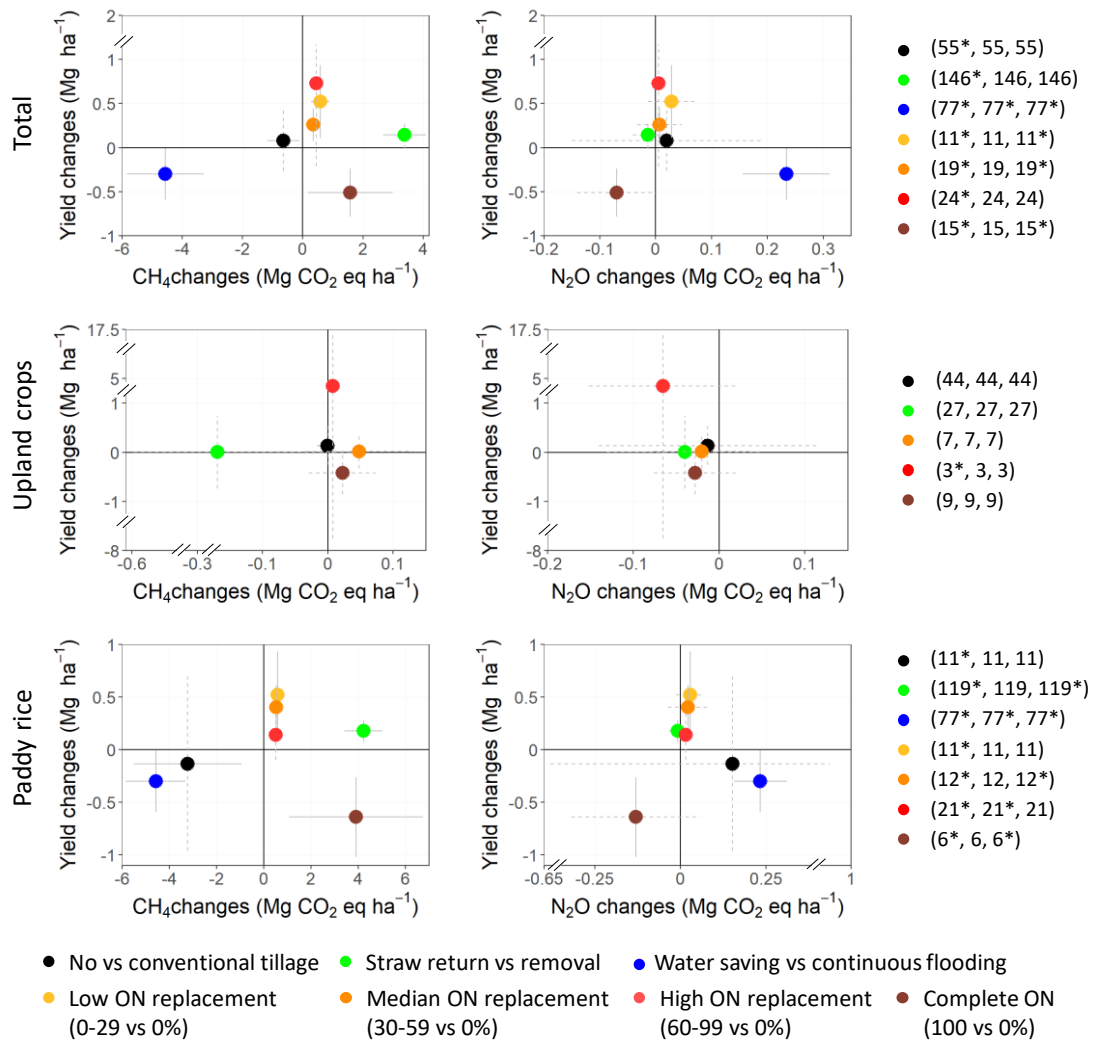 Total
Yield changes (Mg ha⁻¹)
2
1
0.5
0
-0.5
-1
-6
-4
-2
0
2
4
CH₄changes (Mg CO₂ eq ha⁻¹)
Yield changes (Mg ha⁻¹)
2
1
0.5
0
-0.5
-1
-0.2
-0.1
0
0.1
0.2
0.3
N₂O changes (Mg CO₂ eq ha⁻¹)
(55*, 55, 55)
(146*, 146, 146)
(77*, 77*, 77*)
(11*, 11, 11*)
(19*, 19, 19*)
(24*, 24, 24)
(15*, 15, 15*)
Upland crops
Yield changes (Mg ha⁻¹)
17.5
5
1
0
-1
-8
-0.6
-0.3
-0.1
0
0.1
CH₄changes (Mg CO₂ eq ha⁻¹)
Yield changes (Mg ha⁻¹)
17.5
5
1
0
-1
-8
-0.2
-0.1
0
0.1
N₂O changes (Mg CO₂ eq ha⁻¹)
(44, 44, 44)
(27, 27, 27)
(7, 7, 7)
(3*, 3, 3)
(9, 9, 9)
Paddy rice
Yield changes (Mg ha⁻¹)
1
0.5
0
-0.5
-1
-6
-4
-2
0
2
4
6
CH₄changes (Mg CO₂ eq ha⁻¹)
Yield changes (Mg ha⁻¹)
1
0.5
0
-0.5
-1
-0.65
-0.25
0
0.25
1
N₂O changes (Mg CO₂ eq ha⁻¹)
(11*, 11, 11)
(119*, 119, 119*)
(77*, 77*, 77*)
(11*, 11, 11)
(12*, 12, 12*)
(21*, 21*, 21)
(6*, 6, 6*)
No vs conventional tillage
Straw return vs removal
Water saving vs continuous flooding
Low ON replacement
(0-29 vs 0%)
Median ON replacement
(30-59 vs 0%)
High ON replacement
(60-99 vs 0%)
Complete ON
(100 vs 0%)